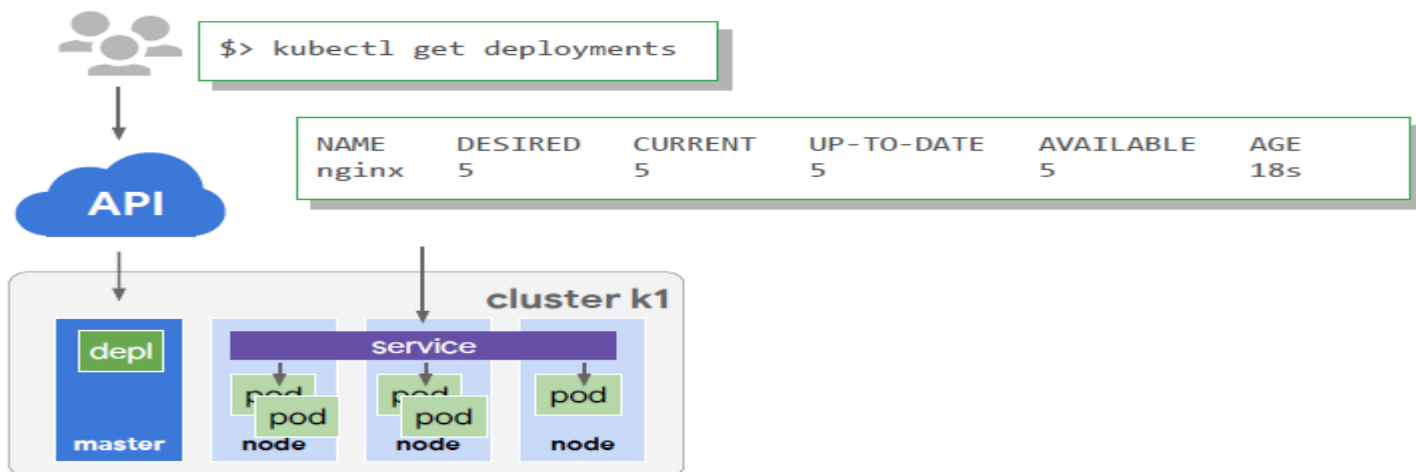 $> kubectl get deployments
NAME DESIRED CURRENT UP-TO-DATE AVAILABLE AGE
nginx 5 5 5 5 18s
API
cluster k1
depl
service
pod
pod
pod
pod
pod
master
node
node
node